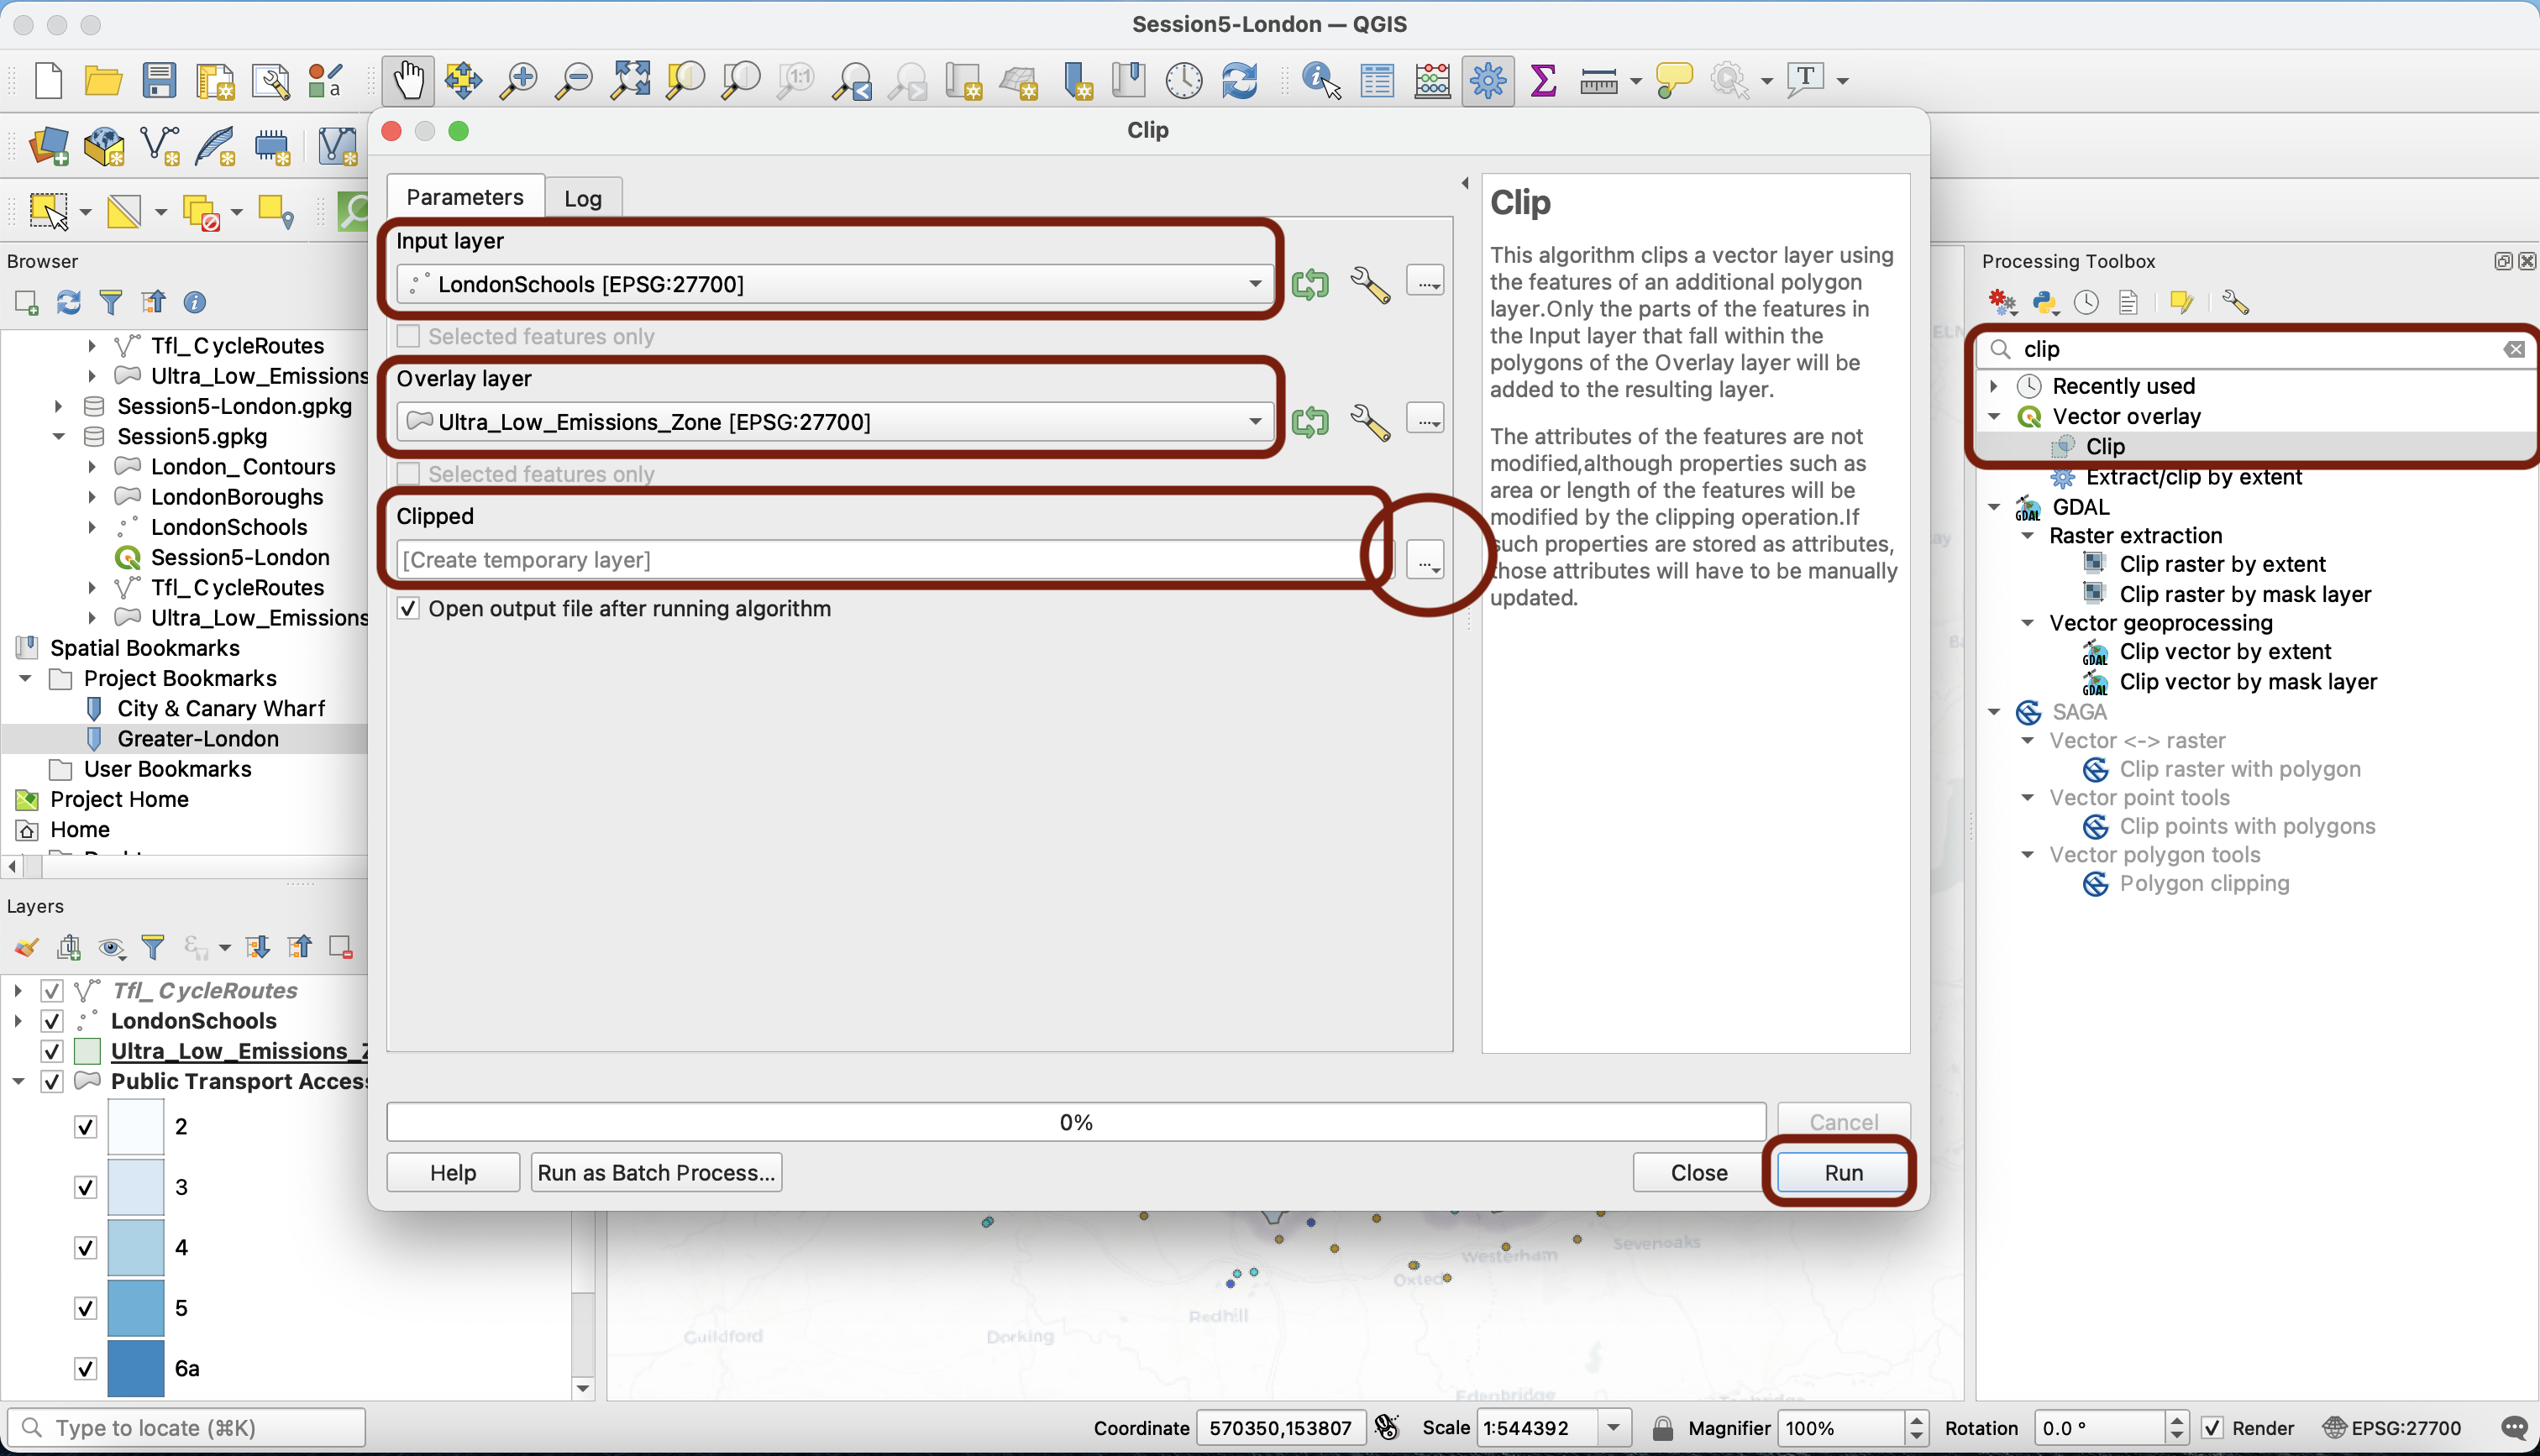 Session5-London — QGIS
Clip
Parameters
Log
Input layer
LondonSchools [EPSG:27700]
Selected features only
Overlay layer
Ultra_Low_Emissions_Zone [EPSG:27700]
Selected features only
Clipped
[Create temporary layer]
Open output file after running algorithm
0%
Cancel
Help
Run as Batch Process...
Close
Run
Clip
This algorithm clips a vector layer using
the features of an additional polygon
layer.Only the parts of the features in
the Input layer that fall within the
polygons of the Overlay layer will be
added to the resulting layer.
The attributes of the features are not
modified,although properties such as
area or length of the features will be
modified by the clipping operation.If
such properties are stored as attributes,
those attributes will have to be manually
updated.
Browser
Tfl_CycleRoutes
Ultra_Low_Emissions
Session5-London.gpkg
Session5.gpkg
London_Contours
LondonBoroughs
LondonSchools
Session5-London
Tfl_CycleRoutes
Ultra_Low_Emissions
Spatial Bookmarks
Project Bookmarks
City & Canary Wharf
Greater-London
User Bookmarks
Project Home
Home
Layers
Tfl_CycleRoutes
LondonSchools
Ultra_Low_Emissions_Z
Public Transport Access
2
3
4
5
6a
Processing Toolbox
clip
Recently used
Vector overlay
Clip
Extract/clip by extent
GDAL
GDAL
Raster extraction
Clip raster by extent
Clip raster by mask layer
Vector geoprocessing
GDAL
Clip vector by extent
GDAL
Clip vector by mask layer
SAGA
Vector <-> raster
Clip raster with polygon
Vector point tools
Clip points with polygons
Vector polygon tools
Polygon clipping
Guildford
Dorking
Redhill
Oxted
Westerham
Sevenoaks
Edenbridge
Type to locate (⌘K)
Coordinate 570350,153807
Scale 1:544392
Magnifier 100%
Rotation 0.0 °
Render
EPSG:27700